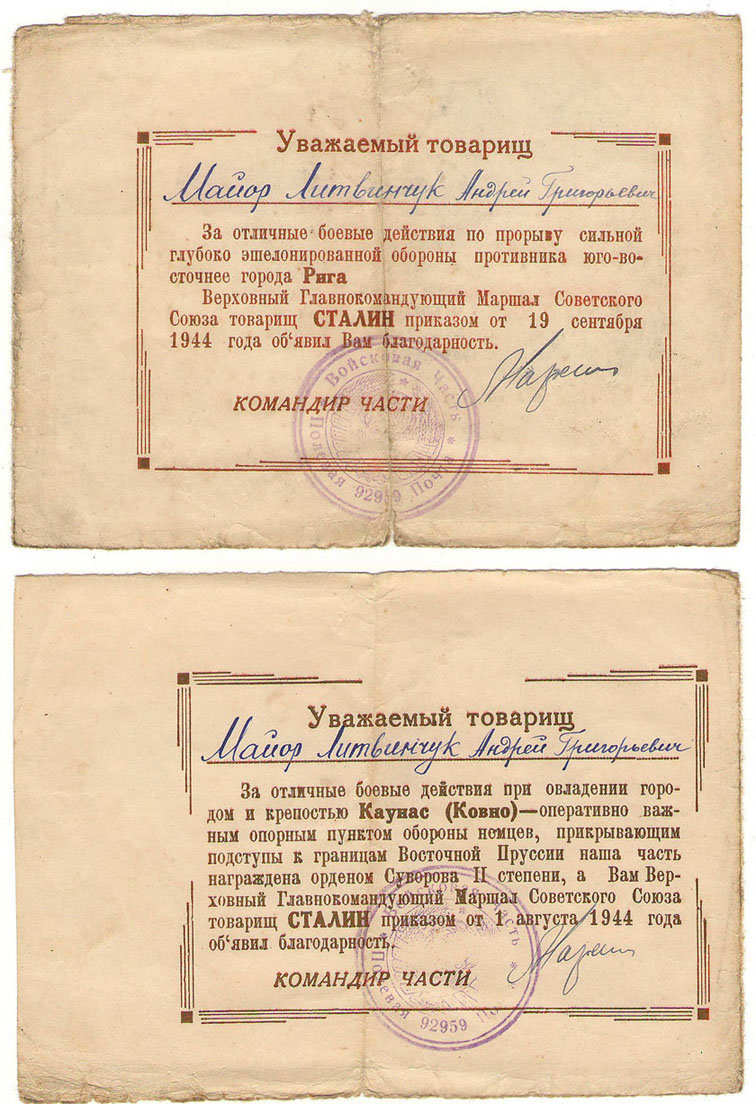 Уважаемый товарищ
Майор Литвинчук Андрей Григорьевич
За отличные боевые действия по прорыву сильной
глубоко эшелонированной обороны противника юго-во-
сточнее города Рига
Верховный Главнокомандующий Маршал Советского
Союза товарищ СТАЛИН приказом от 19 сентября
1944 года об‘явил Вам благодарность.
КОМАНДИР ЧАСТИ
Войсковая часть * Полевая 92959 Почта *
Уважаемый товарищ
Майор Литвинчук Андрей Григорьевич
За отличные боевые действия при овладении горо-
дом и крепостью Каунас (Ковно)—оперативно важ-
ным опорным пунктом обороны немцев, прикрывающим
подступы к границам Восточной Пруссии наша часть
награждена орденом Суворова II степени, а Вам Вер-
ховный Главнокомандующий Маршал Советского Союза
товарищ СТАЛИН приказом от 1 августа 1944 года
об‘явил благодарность.
КОМАНДИР ЧАСТИ
Войсковая часть * Полевая 92959